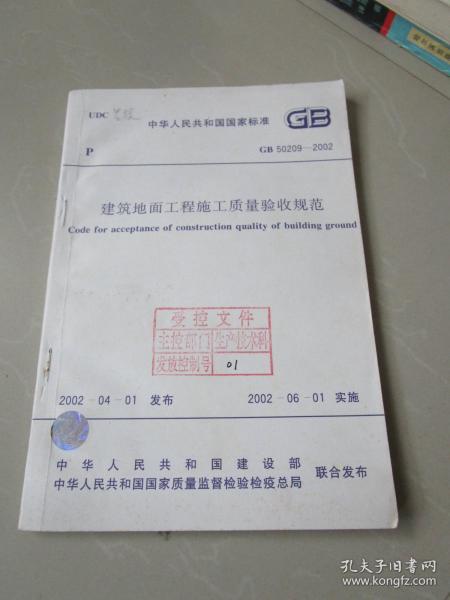 UDC
中华人民共和国国家标准
GB
P
GB 50209—2002
建筑地面工程施工质量验收规范
Code for acceptance of construction quality of building ground
受控文件
主控部门 生产技术科
发放控制号 01
2002-04-01 发布
2002-06-01 实施
中华人民共和国建设部
中华人民共和国国家质量监督检验检疫总局
联合发布
孔夫子旧书网
www.kongfz.com